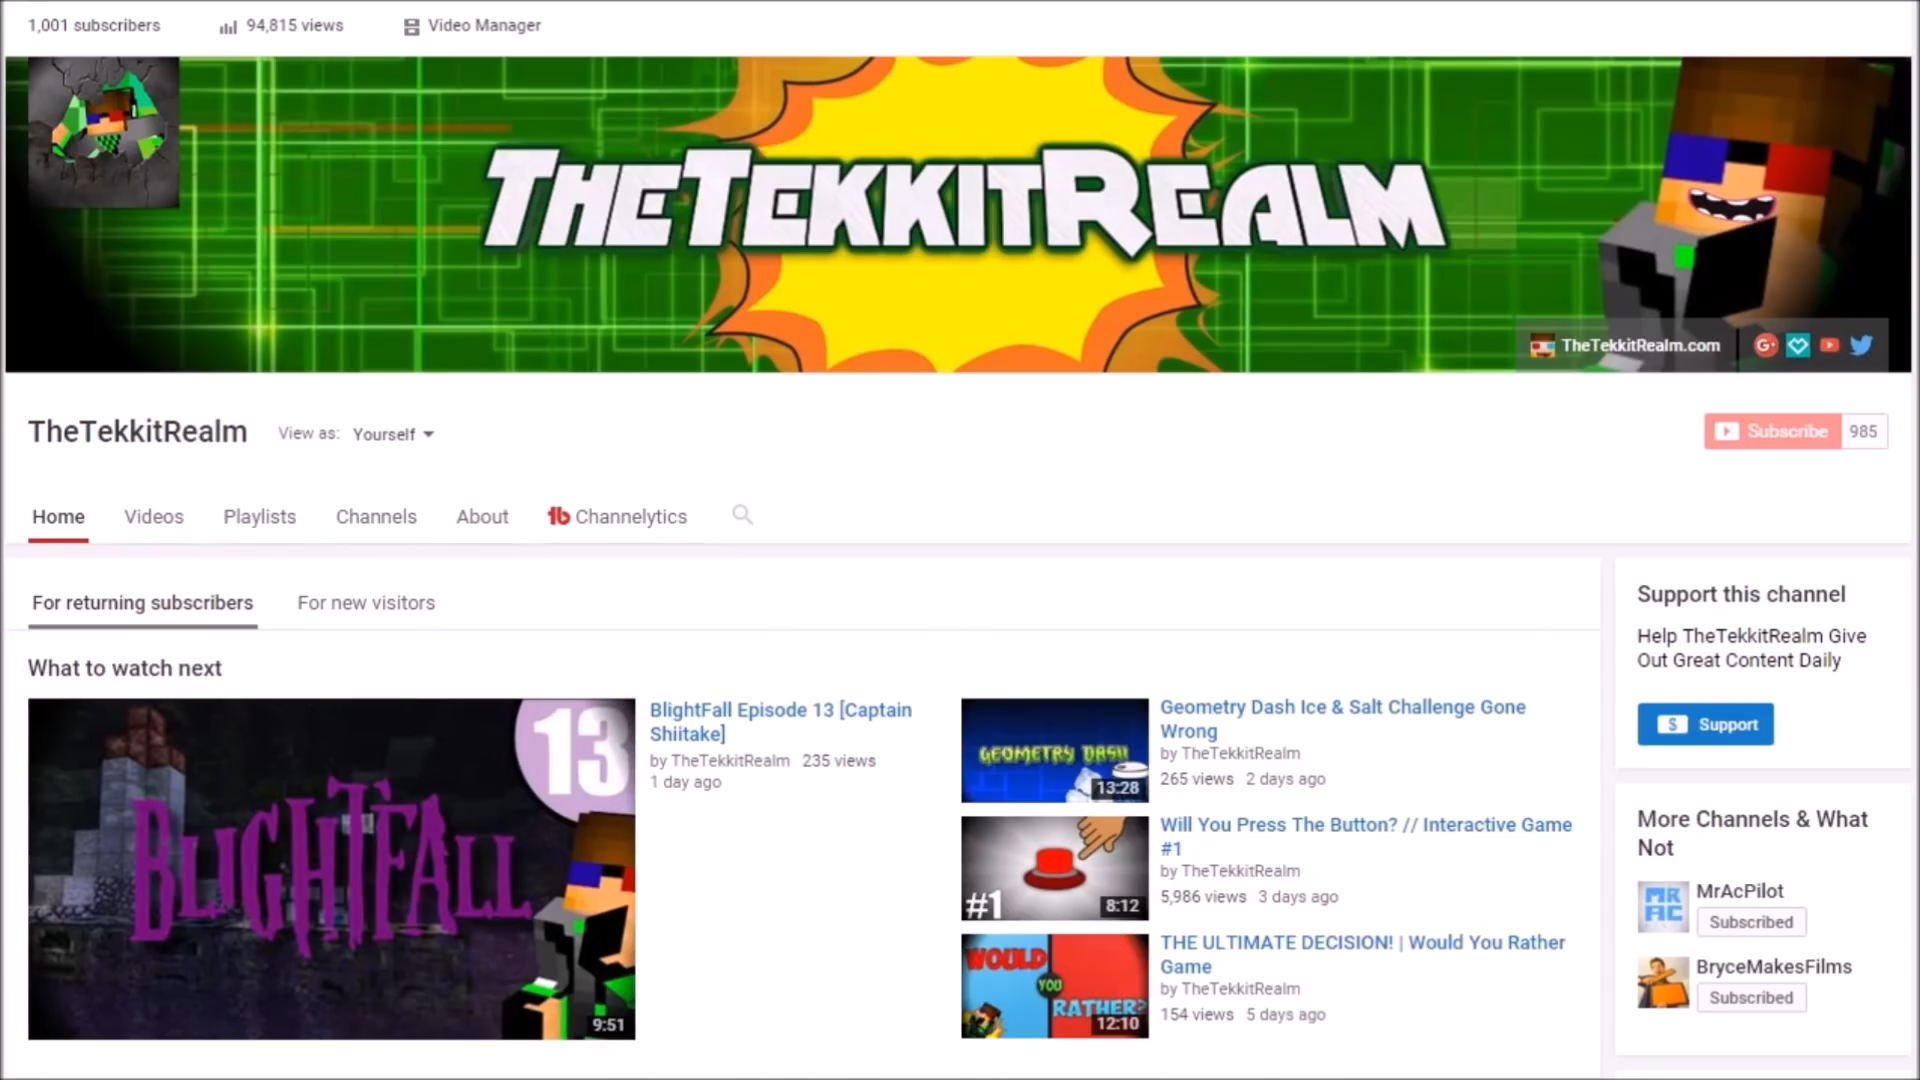 1,001 subscribers
94,815 views
Video Manager
THETEKKITREALM
TheTekkitRealm.com
TheTekkitRealm
View as: Yourself
Subscribe 985
Home
Videos
Playlists
Channels
About
Channelytics
For returning subscribers
For new visitors
What to watch next
13
BLIGHTFALL
9:51
BlightFall Episode 13 [Captain
Shiitake]
by TheTekkitRealm 235 views
1 day ago
GEOMETRY DASH
13:28
Geometry Dash Ice & Salt Challenge Gone
Wrong
by TheTekkitRealm
265 views 2 days ago
#1
8:12
Will You Press The Button? // Interactive Game
#1
by TheTekkitRealm
5,986 views 3 days ago
WOULD
YOU
RATHER?
12:10
THE ULTIMATE DECISION! | Would You Rather
Game
by TheTekkitRealm
154 views 5 days ago
Support this channel
Help TheTekkitRealm Give
Out Great Content Daily
$ Support
More Channels & What
Not
MR
AC
MrAcPilot
Subscribed
BryceMakesFilms
Subscribed